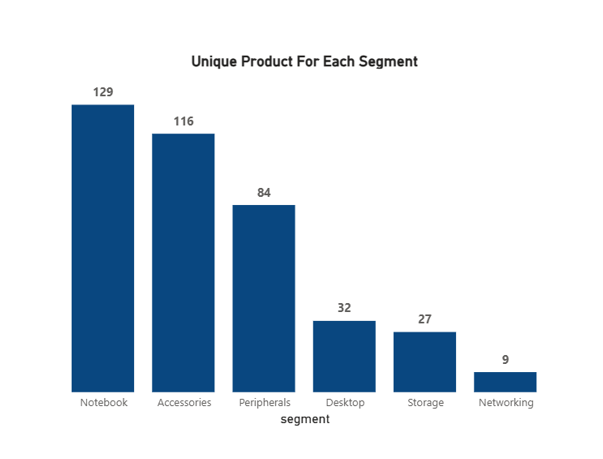 Unique Product For Each Segment
129
116
84
32
27
9
Notebook Accessories Peripherals Desktop Storage Networking
segment